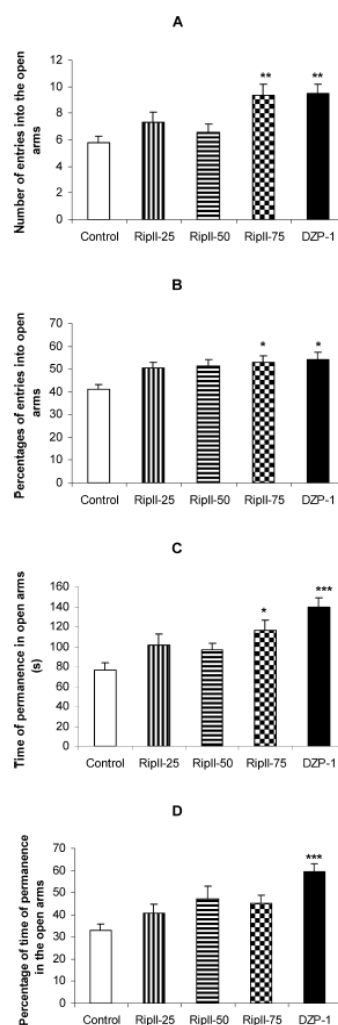 A
Number of entries into the open
arms
12
10
8
6
4
2
0
** **
Control RipII-25 RipII-50 RipII-75 DZP-1
B
Percentages of entries into open
arms
70
60
50
40
30
20
10
0
* *
Control RipII-25 RipII-50 RipII-75 DZP-1
C
Time of permanence in open arms
(s)
160
140
120
100
80
60
40
20
0
* ***
Control RipII-25 RipII-50 RipII-75 DZP-1
D
Percentage of time of permanence
in the open arms
70
60
50
40
30
20
10
0
***
Control RipII-25 RipII-50 RipII-75 DZP-1